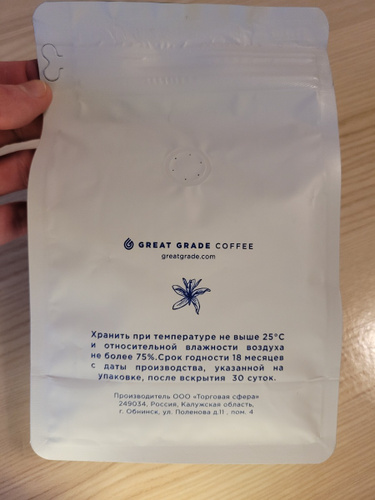 GREAT GRADE COFFEE
greatgrade.com
Хранить при температуре не выше 25°C
и относительной влажности воздуха
не более 75%.Срок годности 18 месяцев
с даты производства, указанной на
упаковке, после вскрытия 30 суток.
Производитель ООО «Торговая сфера»
249034, Россия, Калужская область,
г. Обнинск, ул. Поленова д.11 , пом. 4